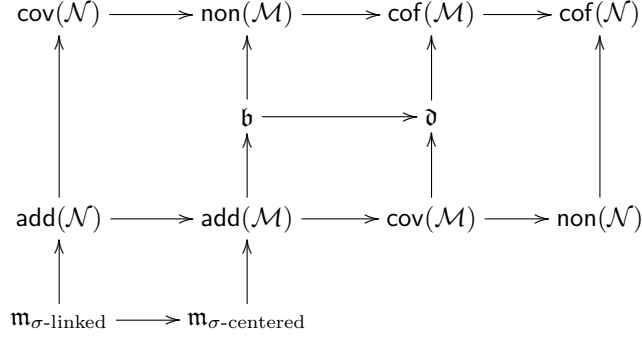 cov(𝒩) non(ℳ) cof(ℳ) cof(𝒩)
𝔟 𝔡
add(𝒩) add(ℳ) cov(ℳ) non(𝒩)
𝔪σ-linked 𝔪σ-centered